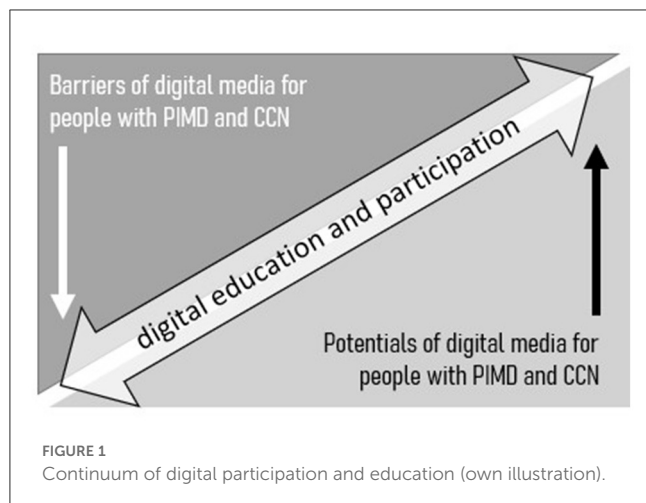 Barriers of digital media for
people with PIMD and CCN
digital education and participation
Potentials of digital media for
people with PIMD and CCN
FIGURE 1
Continuum of digital participation and education (own illustration).